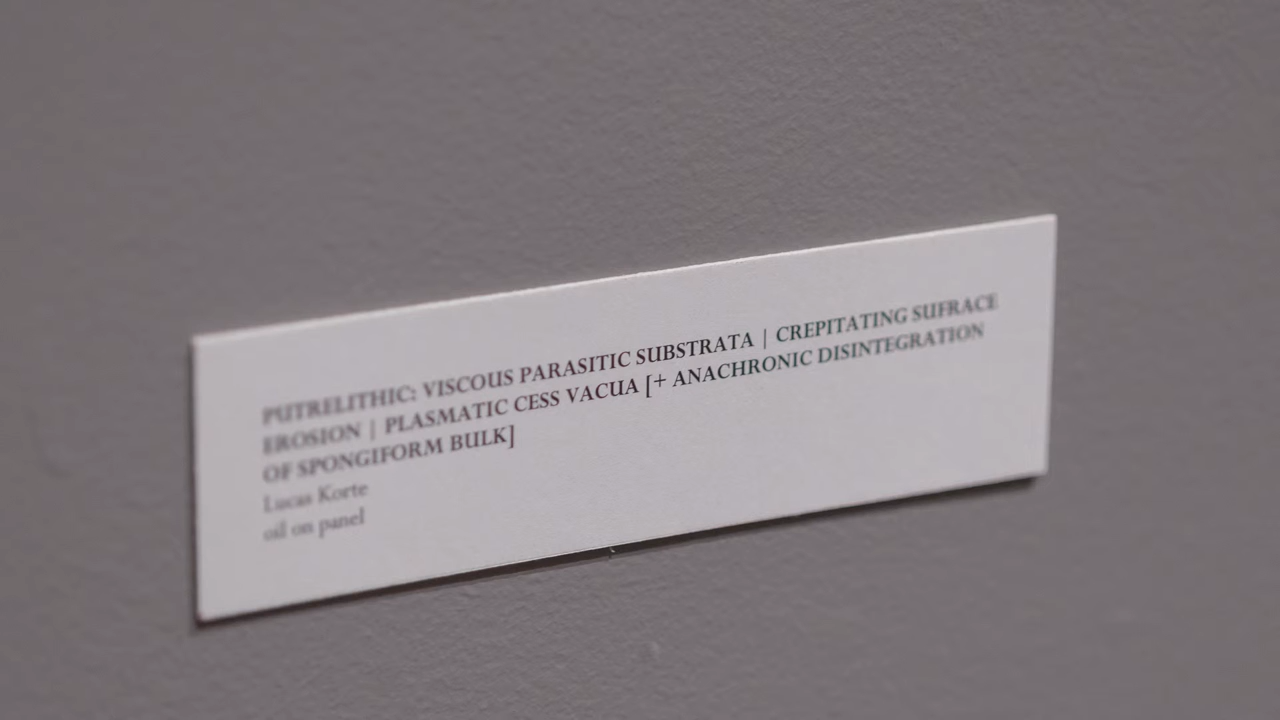 PUTRELITHIC: VISCOUS PARASITIC SUBSTRATA | CREPITATING SUFRACE
EROSION | PLASMATIC CESS VACUA [+ ANACHRONIC DISINTEGRATION
OF SPONGIFORM BULK]
Lucas Korte
oil on panel